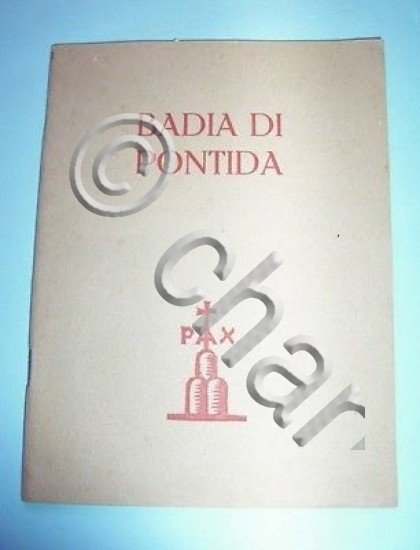 BADIA DI
PONTIDA
PAX
© char